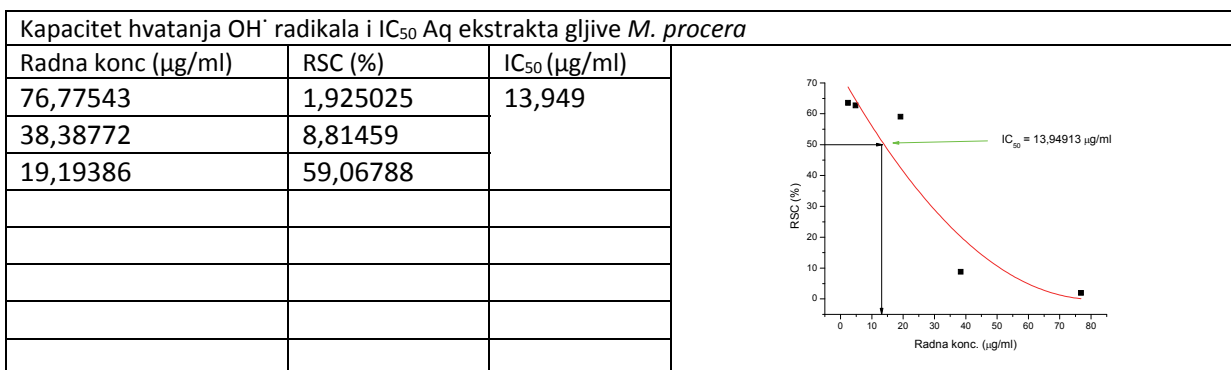 Kapacitet hvatanja OH˙ radikala i IC50 Aq ekstrakta gljive M. procera
Radna konc (µg/ml) RSC (%) IC50 (µg/ml)
76,77543 1,925025 13,949
38,38772 8,81459
19,19386 59,06788
70
60
50
40
30
20
10
0
RSC (%)
IC50 = 13,94913 µg/ml
0 10 20 30 40 50 60 70 80
Radna konc. (µg/ml)